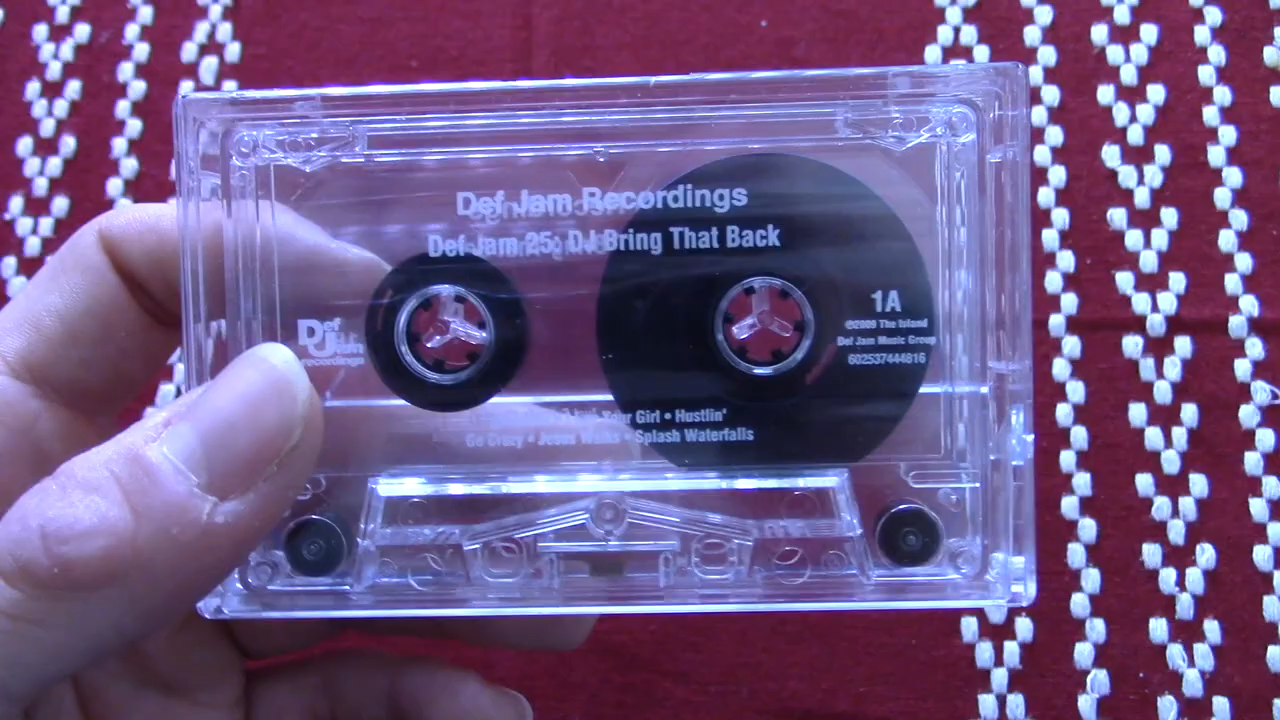 Def Jam Recordings
Def Jam 25: DJ Bring That Back
1A
©2009 The Island
Def Jam Music Group
602537444816
Def
Jam
recordings
Your Girl • Hustlin'
Go Crazy • Jesus Walks • Splash Waterfalls